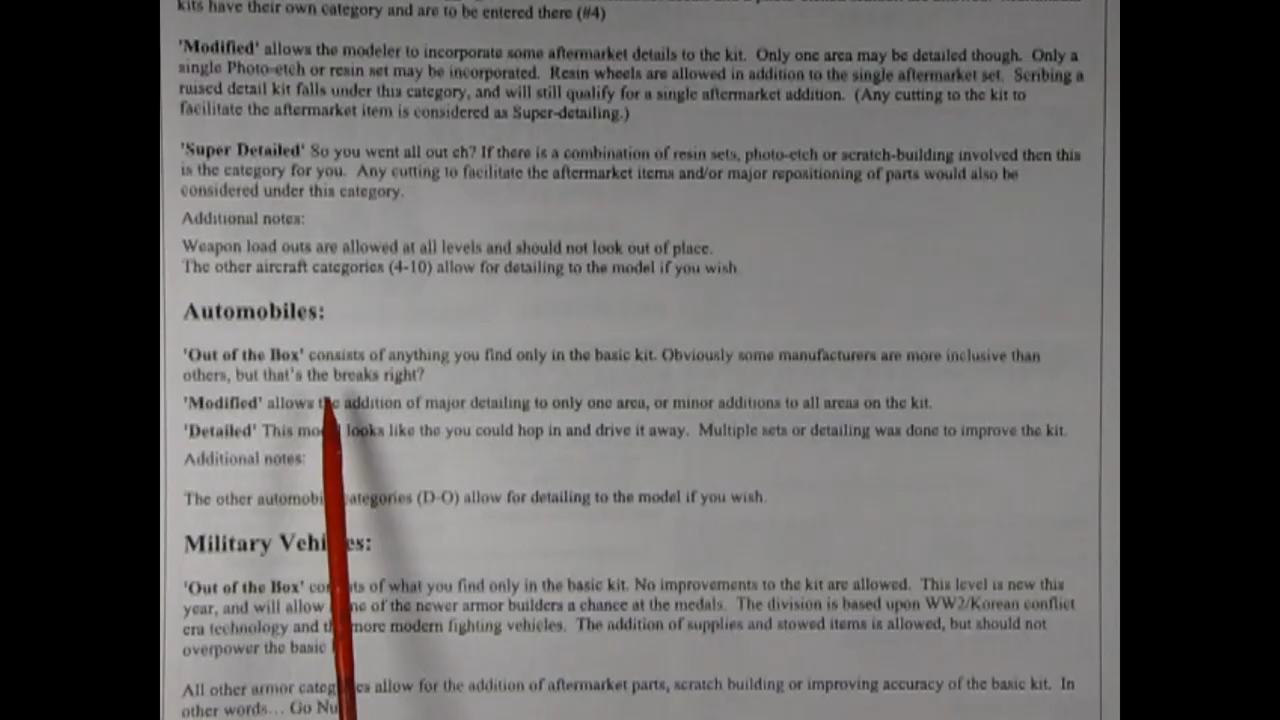 kits have their own category and are to be entered there (#4)
'Modified' allows the modeler to incorporate some aftermarket details to the kit. Only one area may be detailed though. Only a
single Photo-etch or resin set may be incorporated. Resin wheels are allowed in addition to the single aftermarket set. Scribing a
raised detail kit falls under this category, and will still qualify for a single aftermarket addition. (Any cutting to the kit to
facilitate the aftermarket item is considered as Super-detailing.)
'Super Detailed' So you went all out eh? If there is a combination of resin sets, photo-etch or scratch-building involved then this
is the category for you. Any cutting to facilitate the aftermarket items and/or major repositioning of parts would also be
considered under this category.
Additional notes:
Weapon load outs are allowed at all levels and should not look out of place.
The other aircraft categories (4-10) allow for detailing to the model if you wish
Automobiles:
'Out of the Box' consists of anything you find only in the basic kit. Obviously some manufacturers are more inclusive than
others, but that's the breaks right?
'Modified' allows the addition of major detailing to only one area, or minor additions to all areas on the kit.
'Detailed' This model looks like the you could hop in and drive it away. Multiple sets or detailing was done to improve the kit.
Additional notes:
The other automobile categories (D-O) allow for detailing to the model if you wish.
Military Vehicles:
'Out of the Box' consists of what you find only in the basic kit. No improvements to the kit are allowed. This level is new this
year, and will allow some of the newer armor builders a chance at the medals. The division is based upon WW2/Korean conflict
era technology and the more modern fighting vehicles. The addition of supplies and stowed items is allowed, but should not
overpower the basic
All other armor categories allow for the addition of aftermarket parts, scratch building or improving accuracy of the basic kit. In
other words... Go